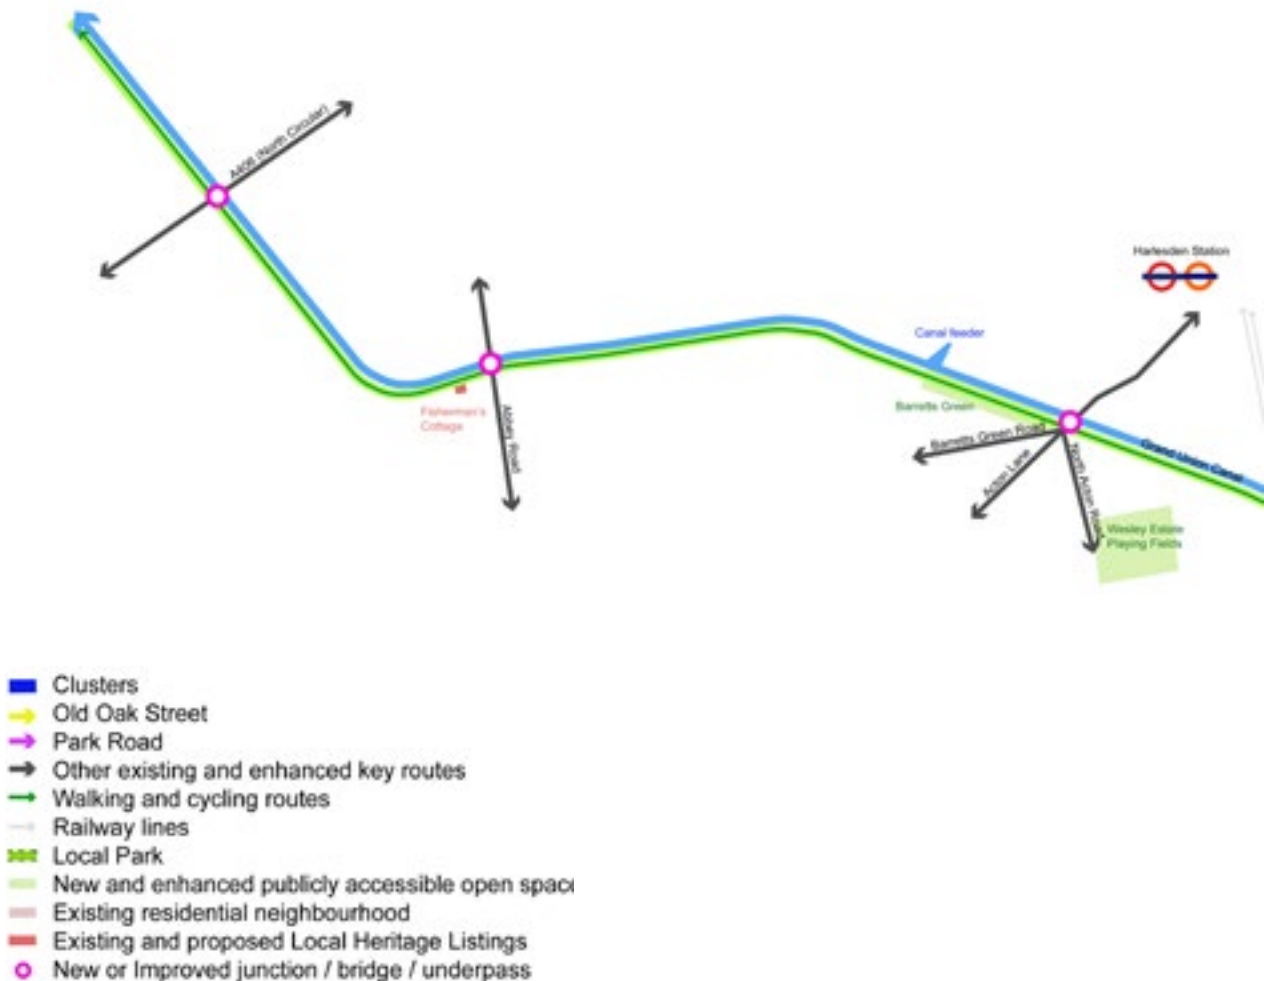 A406 (North Circular)
Harlesden Station
Canal feeder
Barretts Green
Fisherman's
Cottage
Abbey Road
Barretts Green Road
Acton Lane
North Acton Road
Grand Union Canal
Wesley Estate
Playing Fields
Clusters
Old Oak Street
Park Road
Other existing and enhanced key routes
Walking and cycling routes
Railway lines
Local Park
New and enhanced publicly accessible open space
Existing residential neighbourhood
Existing and proposed Local Heritage Listings
New or Improved junction / bridge / underpass